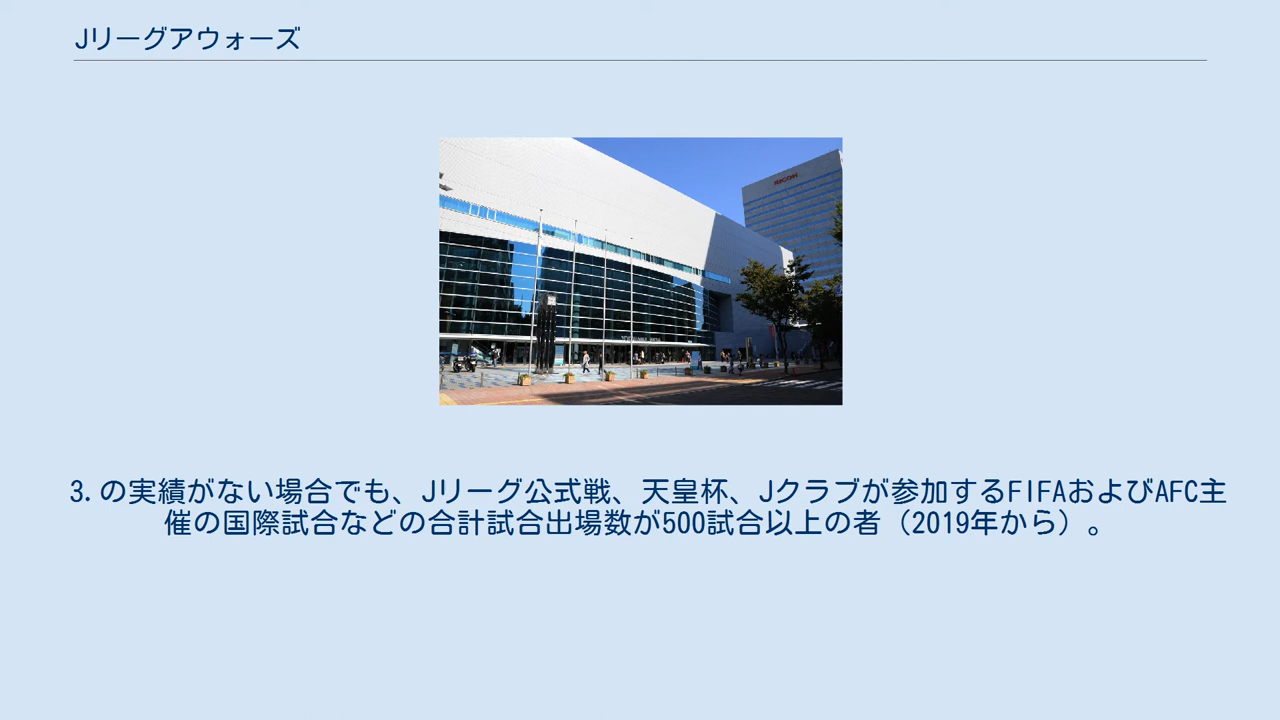 Jリーグアウォーズ
RICOH
YOKOHAMA ARENA
3.の実績がない場合でも、Jリーグ公式戦、天皇杯、Jクラブが参加するFIFAおよびAFC主
催の国際試合などの合計試合出場数が500試合以上の者（2019年から）。